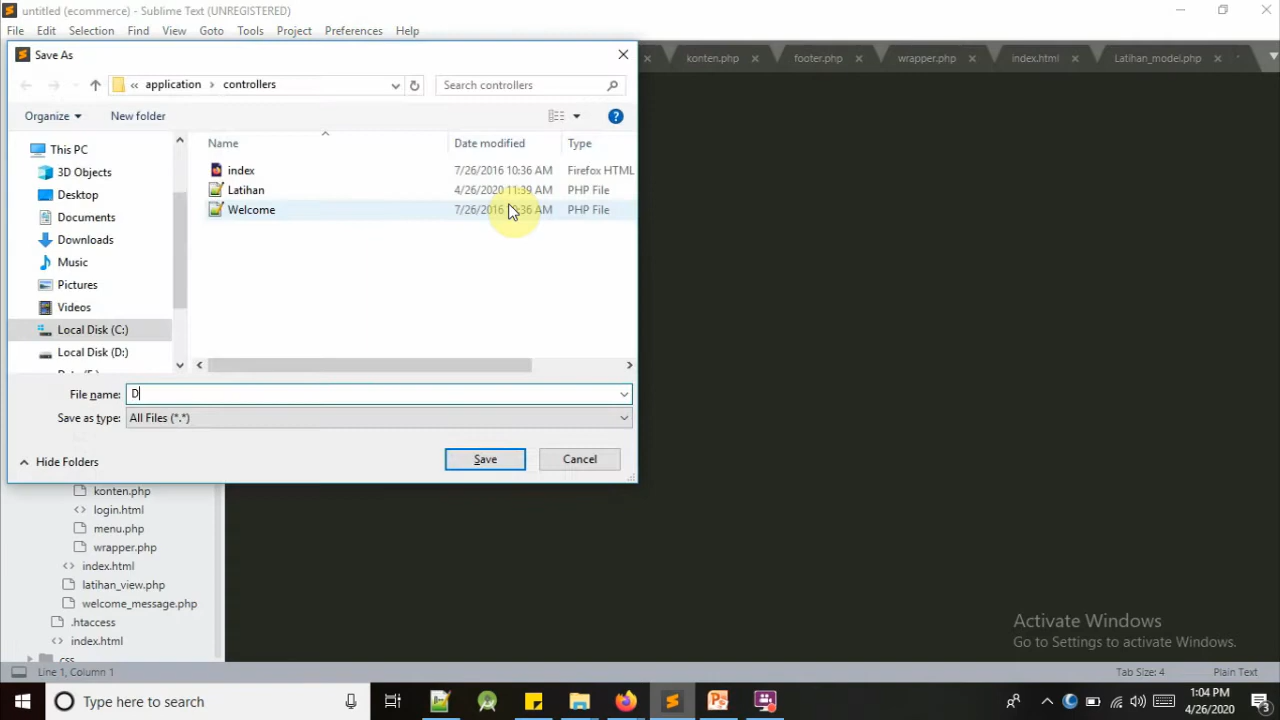 untitled (ecommerce) - Sublime Text (UNREGISTERED)
File Edit Selection Find View Goto Tools Project Preferences Help
Save As
konten.php footer.php wrapper.php index.html Latihan_model.php
« application › controllers
Search controllers
Organize New folder
Name Date modified Type
This PC
3D Objects
Desktop
Documents
Downloads
Music
Pictures
Videos
Local Disk (C:)
Local Disk (D:)
index 7/26/2016 10:36 AM Firefox HTML
Latihan 4/26/2020 11:39 AM PHP File
Welcome 7/26/2016 AM PHP File
File name: D
Save as type: All Files (*.*)
Hide Folders
Save Cancel
konten.php
login.html
menu.php
wrapper.php
index.html
latihan_view.php
welcome_message.php
.htaccess
index.html
css
Activate Windows
Go to Settings to activate Windows.
Line 1, Column 1 Tab Size: 4 Plain Text
Type here to search
1:04 PM
4/26/2020
3